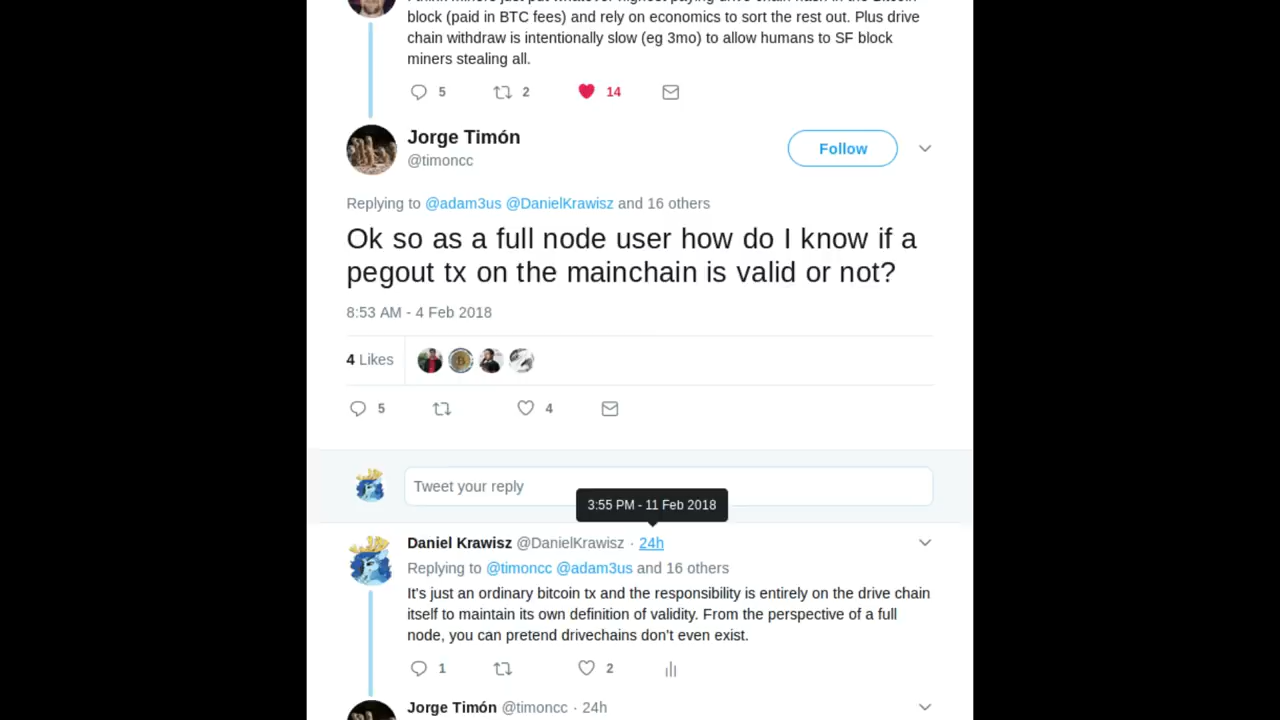 block (paid in BTC fees) and rely on economics to sort the rest out. Plus drive
chain withdraw is intentionally slow (eg 3mo) to allow humans to SF block
miners stealing all.
5 2 14
Jorge Timón
@timoncc
Follow
Replying to @adam3us @DanielKrawisz and 16 others
Ok so as a full node user how do I know if a
pegout tx on the mainchain is valid or not?
8:53 AM - 4 Feb 2018
4 Likes
5 4
Tweet your reply
3:55 PM - 11 Feb 2018
Daniel Krawisz @DanielKrawisz · 24h
Replying to @timoncc @adam3us and 16 others
It's just an ordinary bitcoin tx and the responsibility is entirely on the drive chain
itself to maintain its own definition of validity. From the perspective of a full
node, you can pretend drivechains don't even exist.
1 2
Jorge Timón @timoncc · 24h